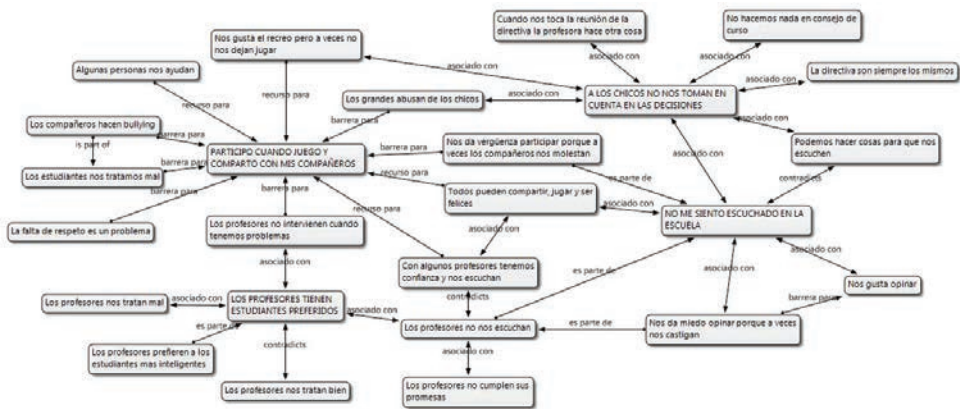 Cuando nos toca la reunión de la
directiva la profesora hace otra cosa
No hacemos nada en consejo de
curso
Nos gusta el recreo pero a veces no
nos dejan jugar
asociado con
asociado con
Algunas personas nos ayudan
asociado con
asociado con
La directiva son siempre los mismos
recurso para
recurso para
Los grandes abusan de los chicos
asociado con
A LOS CHICOS NO NOS TOMAN EN
CUENTA EN LAS DECISIONES
Los compañeros hacen bullying
barrera para
barrera para
asociado con
is part of
PARTICIPO CUANDO JUEGO Y
COMPARTO CON MIS COMPAÑEROS
barrera para
Nos da vergüenza participar porque a
veces los compañeros nos molestan
asociado con
Podemos hacer cosas para que nos
escuchen
barrera para
Los estudiantes nos tratamos mal
barrera para
barrera para
recurso para
es parte de
contradicts
Todos pueden compartir, jugar y ser
felices
recurso para
asociado con
NO ME SIENTO ESCUCHADO EN LA
ESCUELA
La falta de respeto es un problema
Los profesores no intervienen cuando
tenemos problemas
asociado con
asociado con
asociado con
Con algunos profesores tenemos
confianza y nos escuchan
es parte de
asociado con
Nos gusta opinar
Los profesores nos tratan mal
asociado con
LOS PROFESORES TIENEN
ESTUDIANTES PREFERIDOS
contradicts
barrera para
asociado con
Los profesores no nos escuchan
es parte de
Nos da miedo opinar porque a veces
nos castigan
es parte de
Los profesores prefieren a los
estudiantes mas inteligentes
contradicts
asociado con
Los profesores nos tratan bien
Los profesores no cumplen sus
promesas